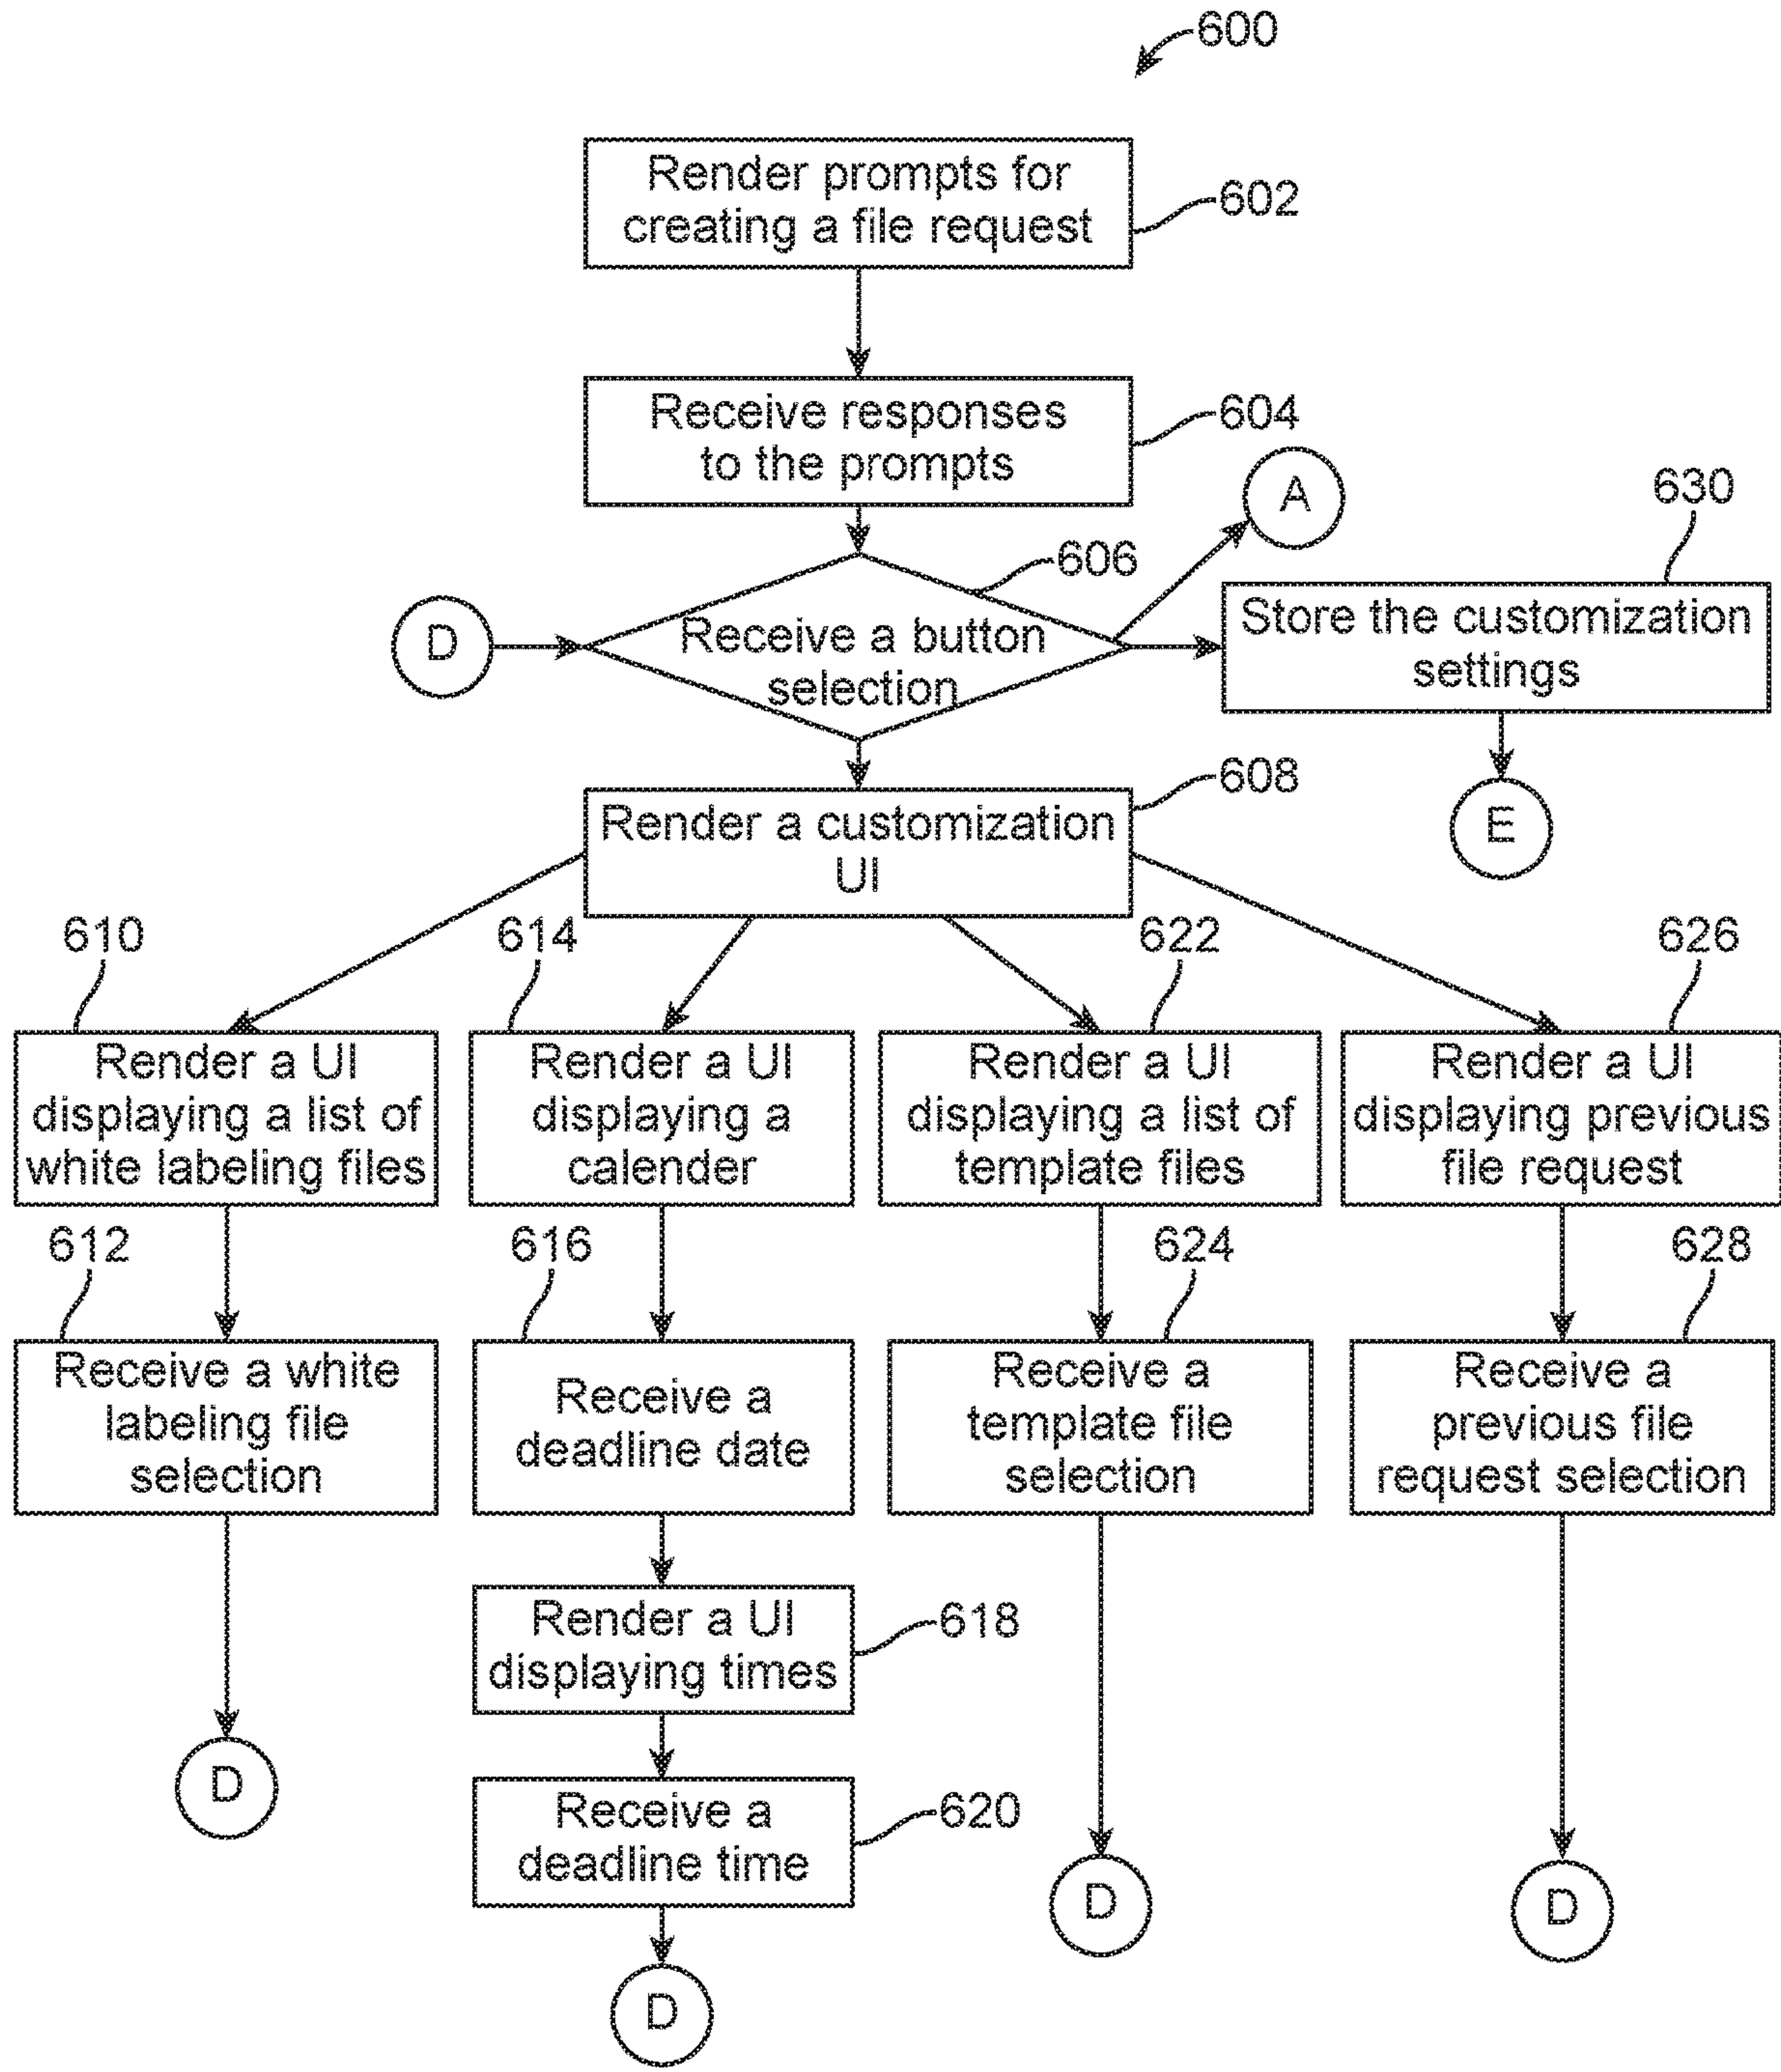 600
Render prompts for
creating a file request
602
Receive responses
to the prompts
604
A
630
606
D
Receive a button
selection
Store the customization
settings
608
Render a customization
UI
E
610
614
622
626
Render a UI
displaying a list of
white labeling files
Render a UI
displaying a
calender
Render a UI
displaying a list of
template files
Render a UI
displaying previous
file request
612
616
624
628
Receive a white
labeling file
selection
Receive a
deadline date
Receive a
template file
selection
Receive a
previous file
request selection
Render a UI
displaying times
618
D
Receive a
deadline time
620
D
D
D